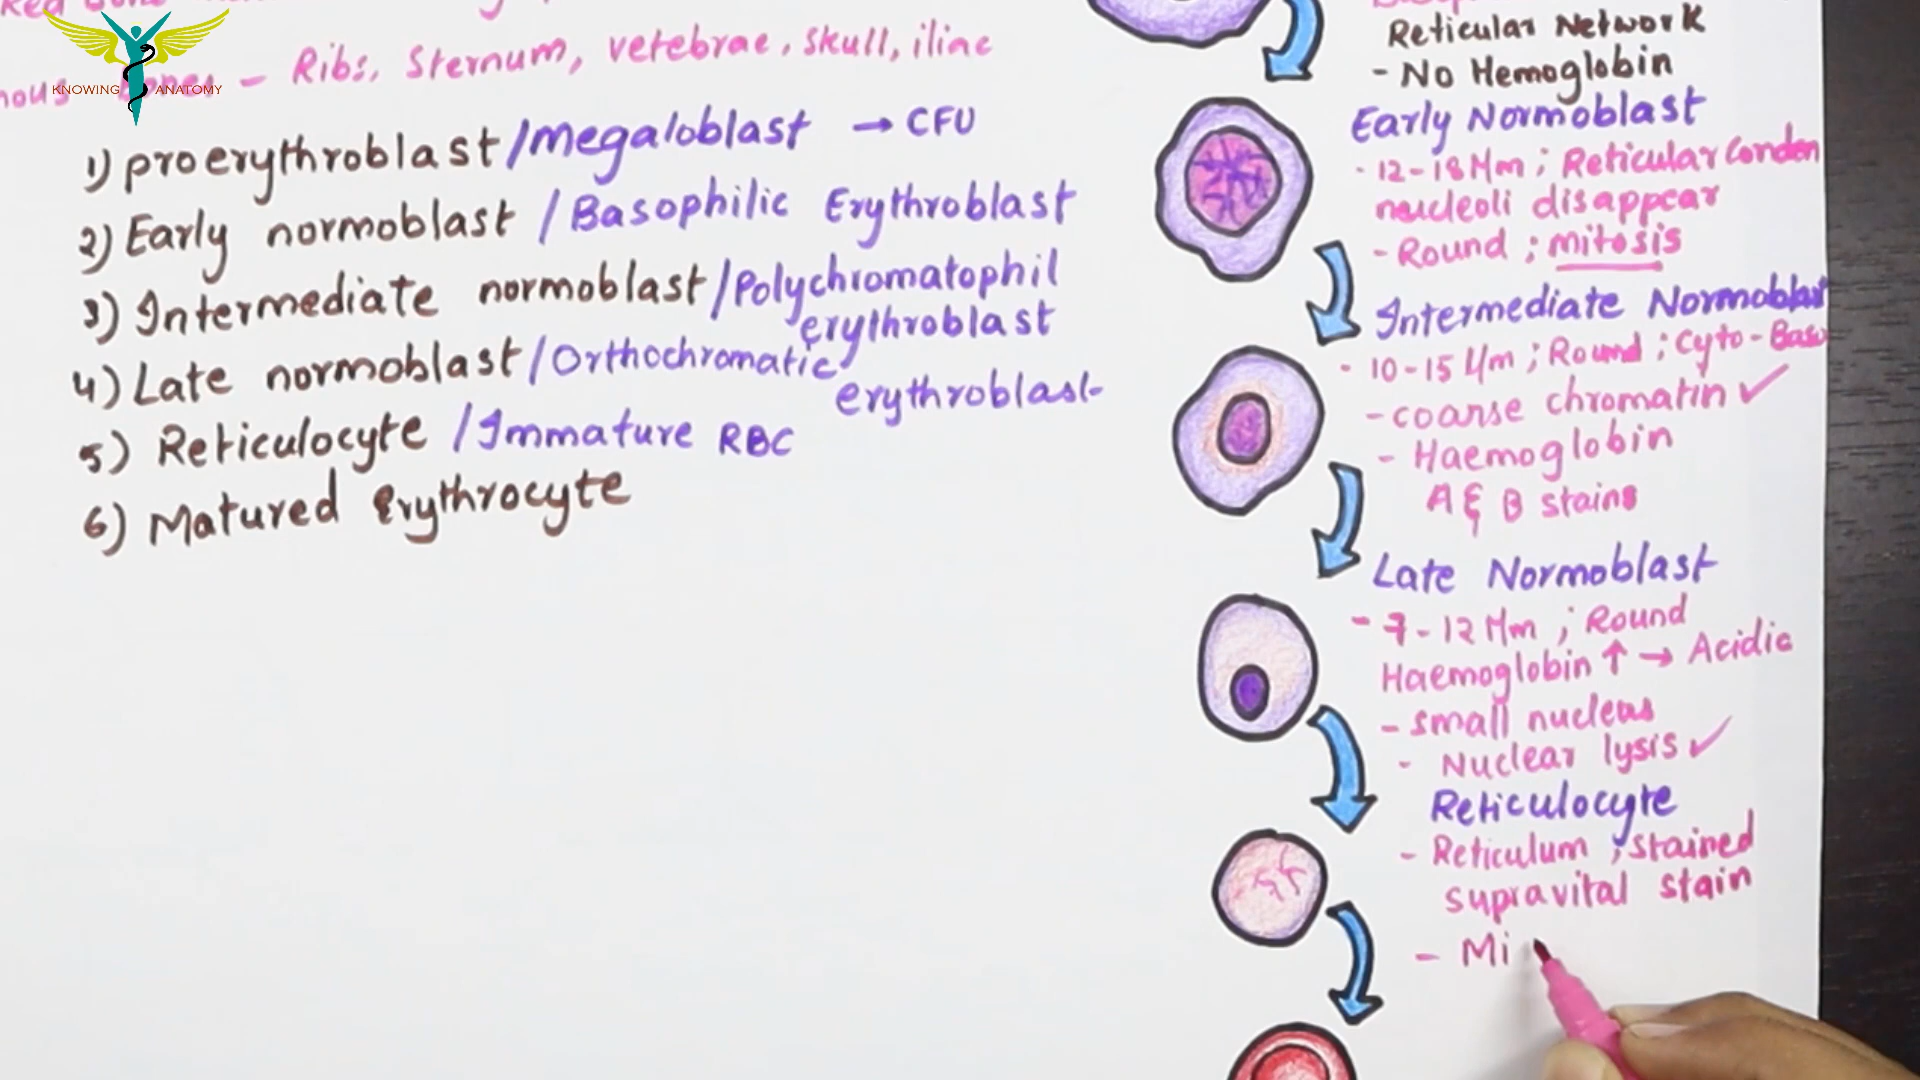 Red Bone
Bones - Ribs, Sternum, vetebrae, Skull, iliac
KNOWING ANATOMY
1) proerythroblast/Megaloblast → CFU
2) Early normoblast / Basophilic Erythroblast
3) Intermediate normoblast/Polychromatophil
erythroblast
4) Late normoblast/Orthochromatic
erythroblast
5) Reticulocyte /Immature RBC
6) Matured Erythrocyte
Reticular Network
- No Hemoglobin
Early Normoblast
- 12-18 Mm ; Reticular Conden
nucleoli disappear
- Round ; mitosis
Intermediate Normoblast
- 10-15 Mm ; Round ; Cyto-Baso
- coarse chromatin ✓
- Haemoglobin
A & B stains
Late Normoblast
- 7-12 Mm ; Round
Haemoglobin ↑ → Acidic
- small nucleus
- Nuclear lysis ✓
Reticulocyte
- Reticulum ; stained
supravital stain
- Mi